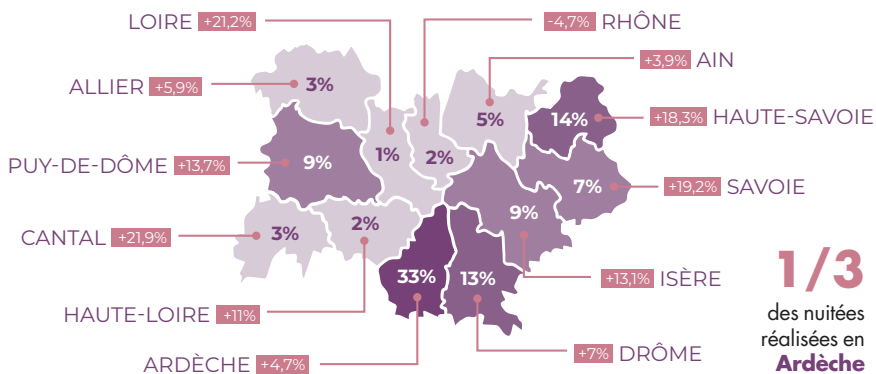 LOIRE +21,2%
-4,7% RHÔNE
+3,9% AIN
ALLIER +5,9%
3%
5%
14%
+18,3% HAUTE-SAVOIE
1%
2%
PUY-DE-DÔME +13,7%
9%
7%
+19,2% SAVOIE
CANTAL +21,9%
3%
2%
9%
33%
13%
+13,1% ISÈRE
HAUTE-LOIRE +11%
ARDÈCHE +4,7%
+7% DRÔME
1/3
des nuitées
réalisées en
Ardèche